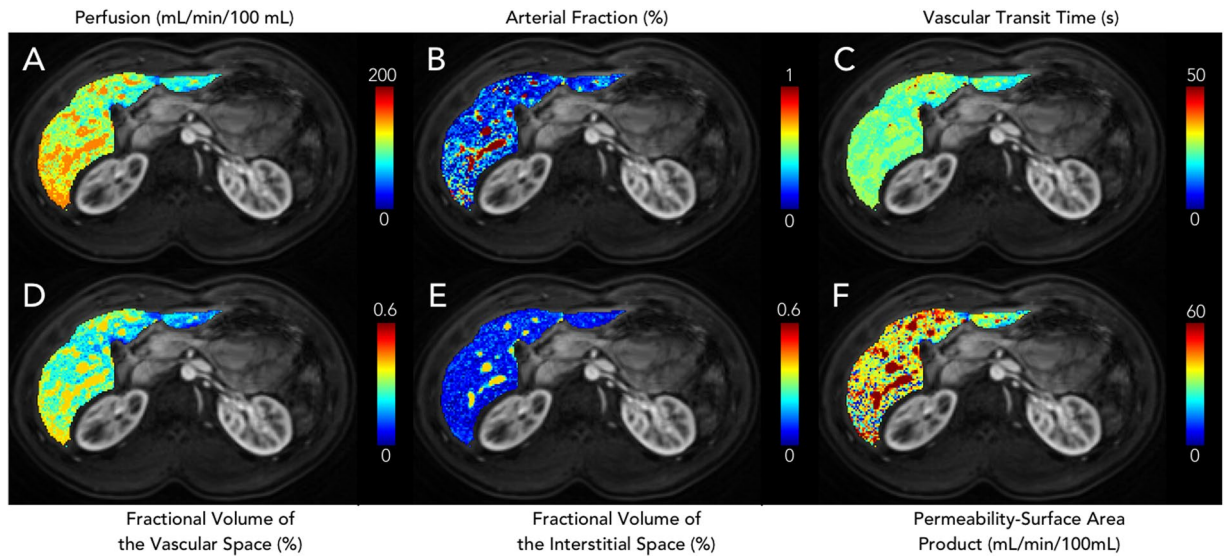 Perfusion (mL/min/100 mL)
Arterial Fraction (%)
Vascular Transit Time (s)
A
200
0
B
1
0
C
50
0
D
0.6
0
E
0.6
0
F
60
0
Fractional Volume of
the Vascular Space (%)
Fractional Volume of
the Interstitial Space (%)
Permeability-Surface Area
Product (mL/min/100mL)